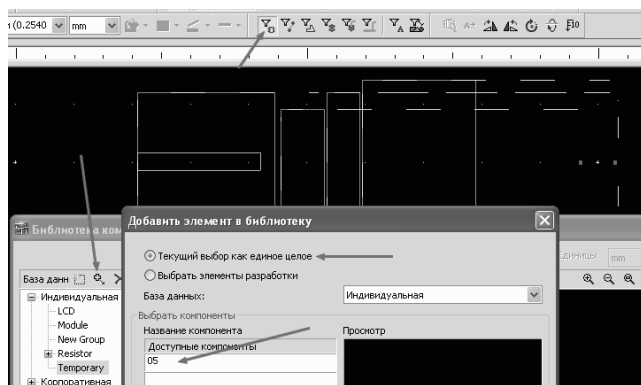 (0.2540 mm
F10
Библиотека ком
Добавить элемент в библиотеку
Текущий выбор как единое целое
Выбрать элементы разработки
Единицы mm
База данн
База данных: Индивидуальная
Индивидуальная
LCD
Module
New Group
Resistor
Temporary
Корпоративная
Выбрать компоненты
Название компонента Просмотр
Доступные компоненты
05